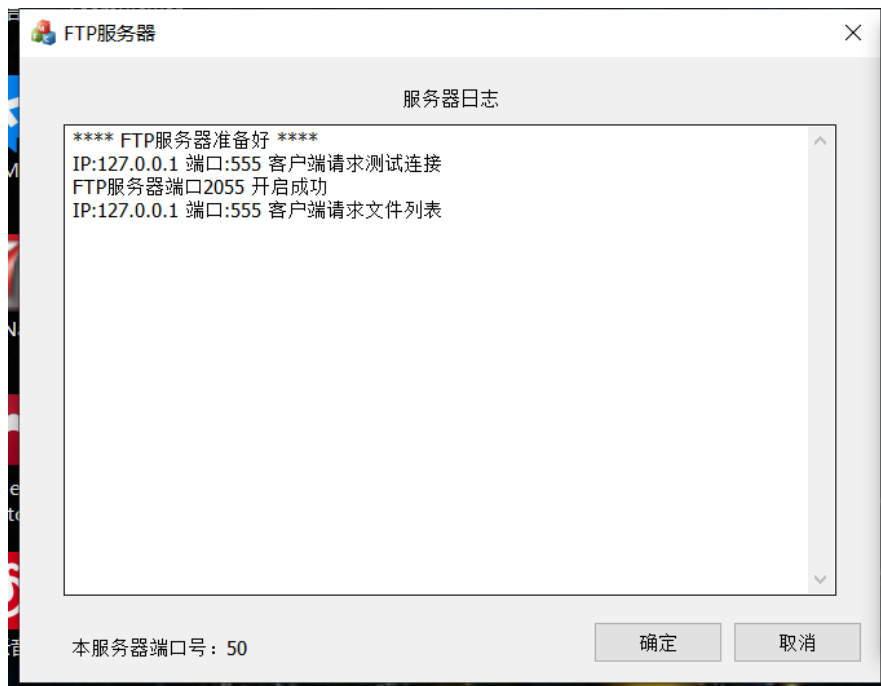 FTP服务器
服务器日志
**** FTP服务器准备好 ****
IP:127.0.0.1 端口:555 客户端请求测试连接
FTP服务器端口2055 开启成功
IP:127.0.0.1 端口:555 客户端请求文件列表
本服务器端口号：50
确定
取消